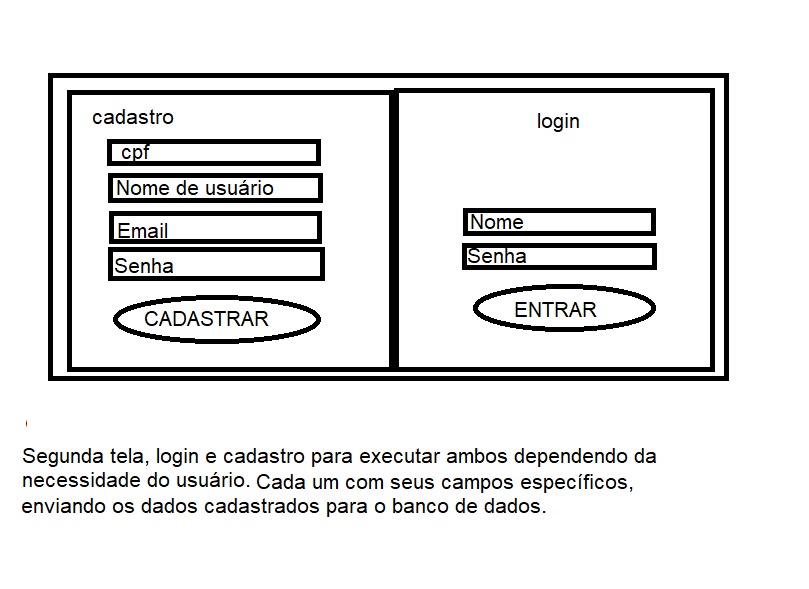 cadastro
cpf
Nome de usuário
Email
Senha
CADASTRAR
login
Nome
Senha
ENTRAR
Segunda tela, login e cadastro para executar ambos dependendo da
necessidade do usuário. Cada um com seus campos específicos,
enviando os dados cadastrados para o banco de dados.